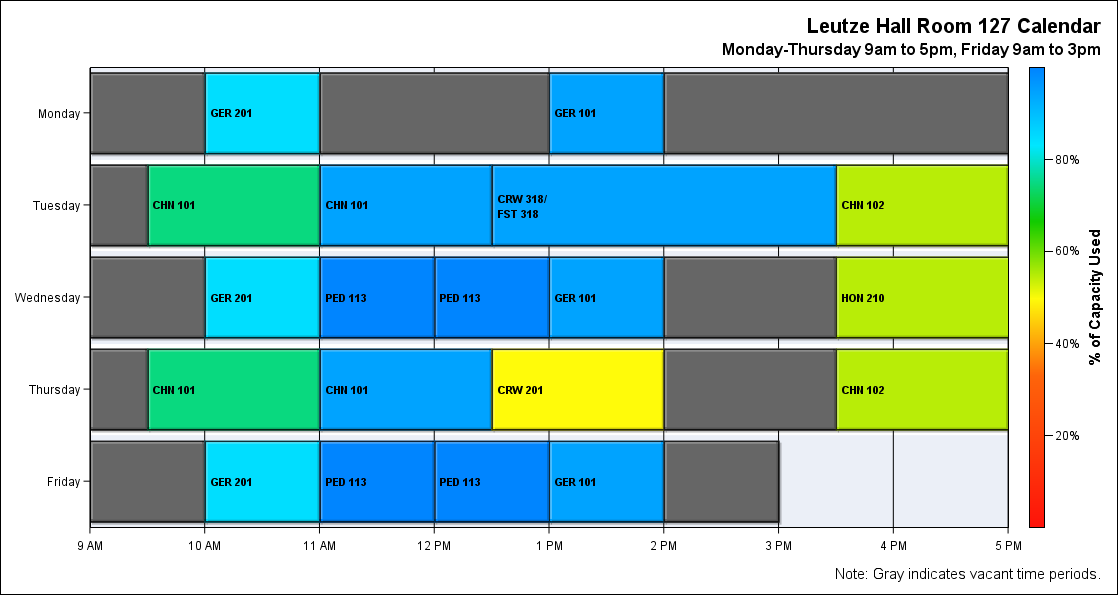 Leutze Hall Room 127 Calendar
Monday-Thursday 9am to 5pm, Friday 9am to 3pm
Monday
GER 201
GER 101
Tuesday
CHN 101
CHN 101
CRW 318/
FST 318
CHN 102
Wednesday
GER 201
PED 113
PED 113
GER 101
HON 210
Thursday
CHN 101
CHN 101
CRW 201
CHN 102
Friday
GER 201
PED 113
PED 113
GER 101
9 AM
10 AM
11 AM
12 PM
1 PM
2 PM
3 PM
4 PM
5 PM
80%
60%
40%
20%
% of Capacity Used
Note: Gray indicates vacant time periods.